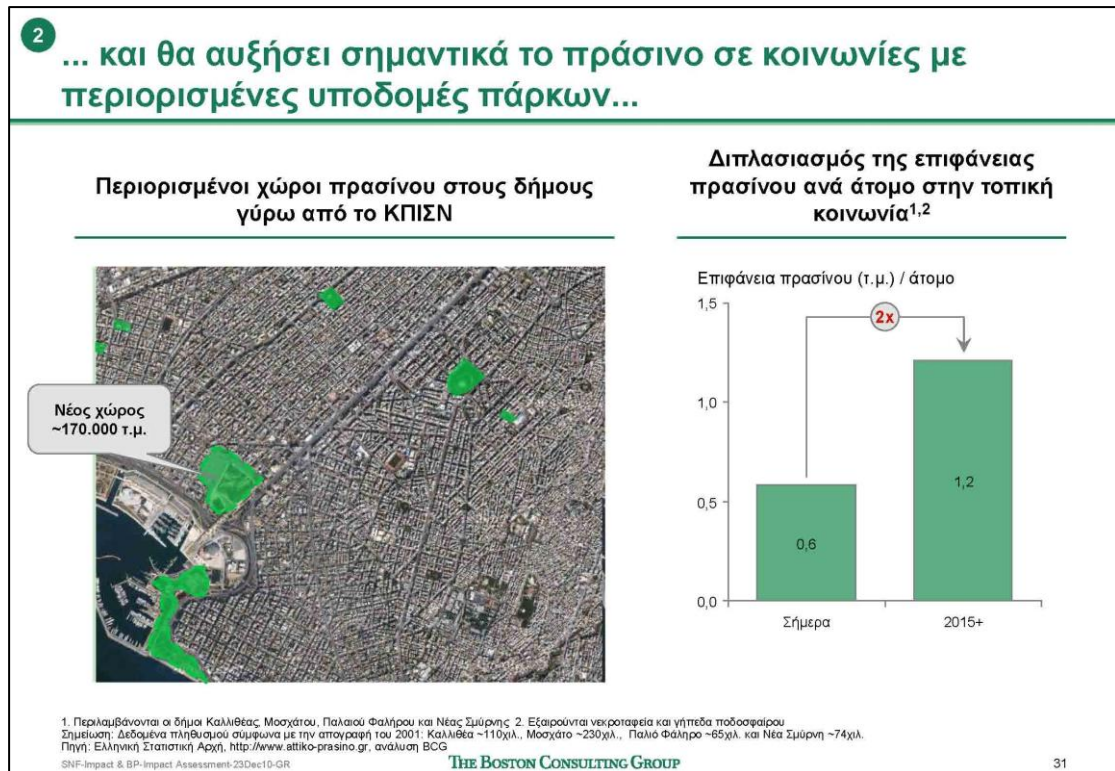 2
... και θα αυξήσει σημαντικά το πράσινο σε κοινωνίες με
περιορισμένες υποδομές πάρκων...
Περιορισμένοι χώροι πρασίνου στους δήμους
γύρω από το ΚΠΙΣΝ
Νέος χώρος
~170.000 τ.μ.
Διπλασιασμός της επιφάνειας
πρασίνου ανά άτομο στην τοπική
κοινωνία1,2
Επιφάνεια πρασίνου (τ.μ.) / άτομο
1,5
1,0
0,5
0,0
2x
0,6
1,2
Σήμερα
2015+
1. Περιλαμβάνονται οι δήμοι Καλλιθέας, Μοσχάτου, Παλαιού Φαλήρου και Νέας Σμύρνης 2. Εξαιρούνται νεκροταφεία και γήπεδα ποδοσφαίρου
Σημείωση: Δεδομένα πληθυσμού σύμφωνα με την απογραφή του 2001: Καλλιθέα ~110χιλ., Μοσχάτο ~230χιλ., Παλιό Φάληρο ~65χιλ. και Νέα Σμύρνη ~74χιλ.
Πηγή: Ελληνική Στατιστική Αρχή, http://www.attiko-prasino.gr, ανάλυση BCG
SNF-Impact & BP-Impact Assessment-23Dec10-GR
THE BOSTON CONSULTING GROUP
31